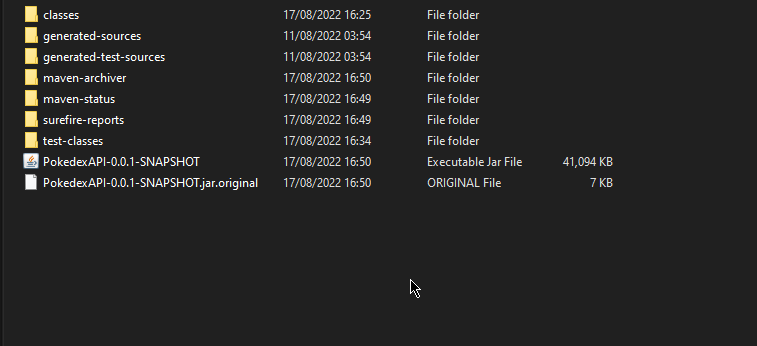 classes 17/08/2022 16:25 File folder
generated-sources 11/08/2022 03:54 File folder
generated-test-sources 11/08/2022 03:54 File folder
maven-archiver 17/08/2022 16:50 File folder
maven-status 17/08/2022 16:49 File folder
surefire-reports 17/08/2022 16:49 File folder
test-classes 17/08/2022 16:34 File folder
PokedexAPI-0.0.1-SNAPSHOT 17/08/2022 16:50 Executable Jar File 41,094 KB
PokedexAPI-0.0.1-SNAPSHOT.jar.original 17/08/2022 16:50 ORIGINAL File 7 KB